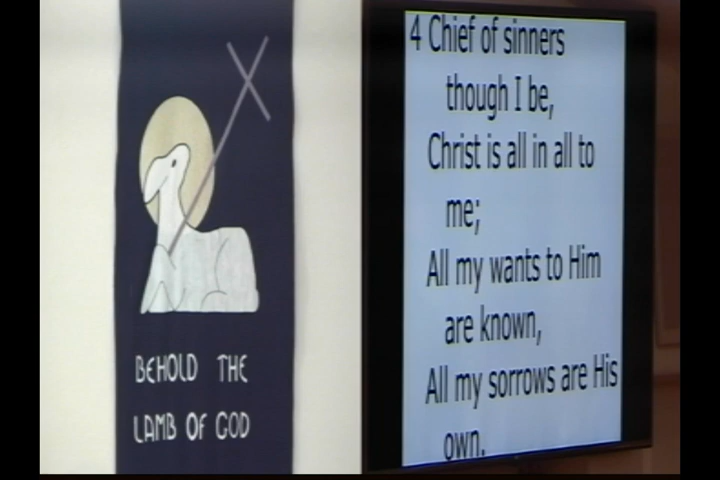 BEHOLD THE
LAMB OF GOD
4 Chief of sinners
though I be,
Christ is all in all to
me;
All my wants to Him
are known,
All my sorrows are His
own.